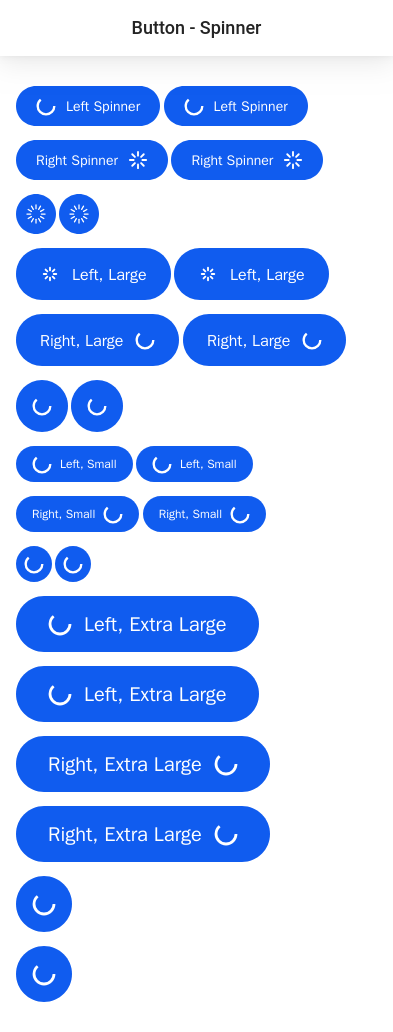 Button - Spinner
Left Spinner Left Spinner
Right Spinner Right Spinner
Left, Large Left, Large
Right, Large Right, Large
Left, Small Left, Small
Right, Small Right, Small
Left, Extra Large
Left, Extra Large
Right, Extra Large
Right, Extra Large